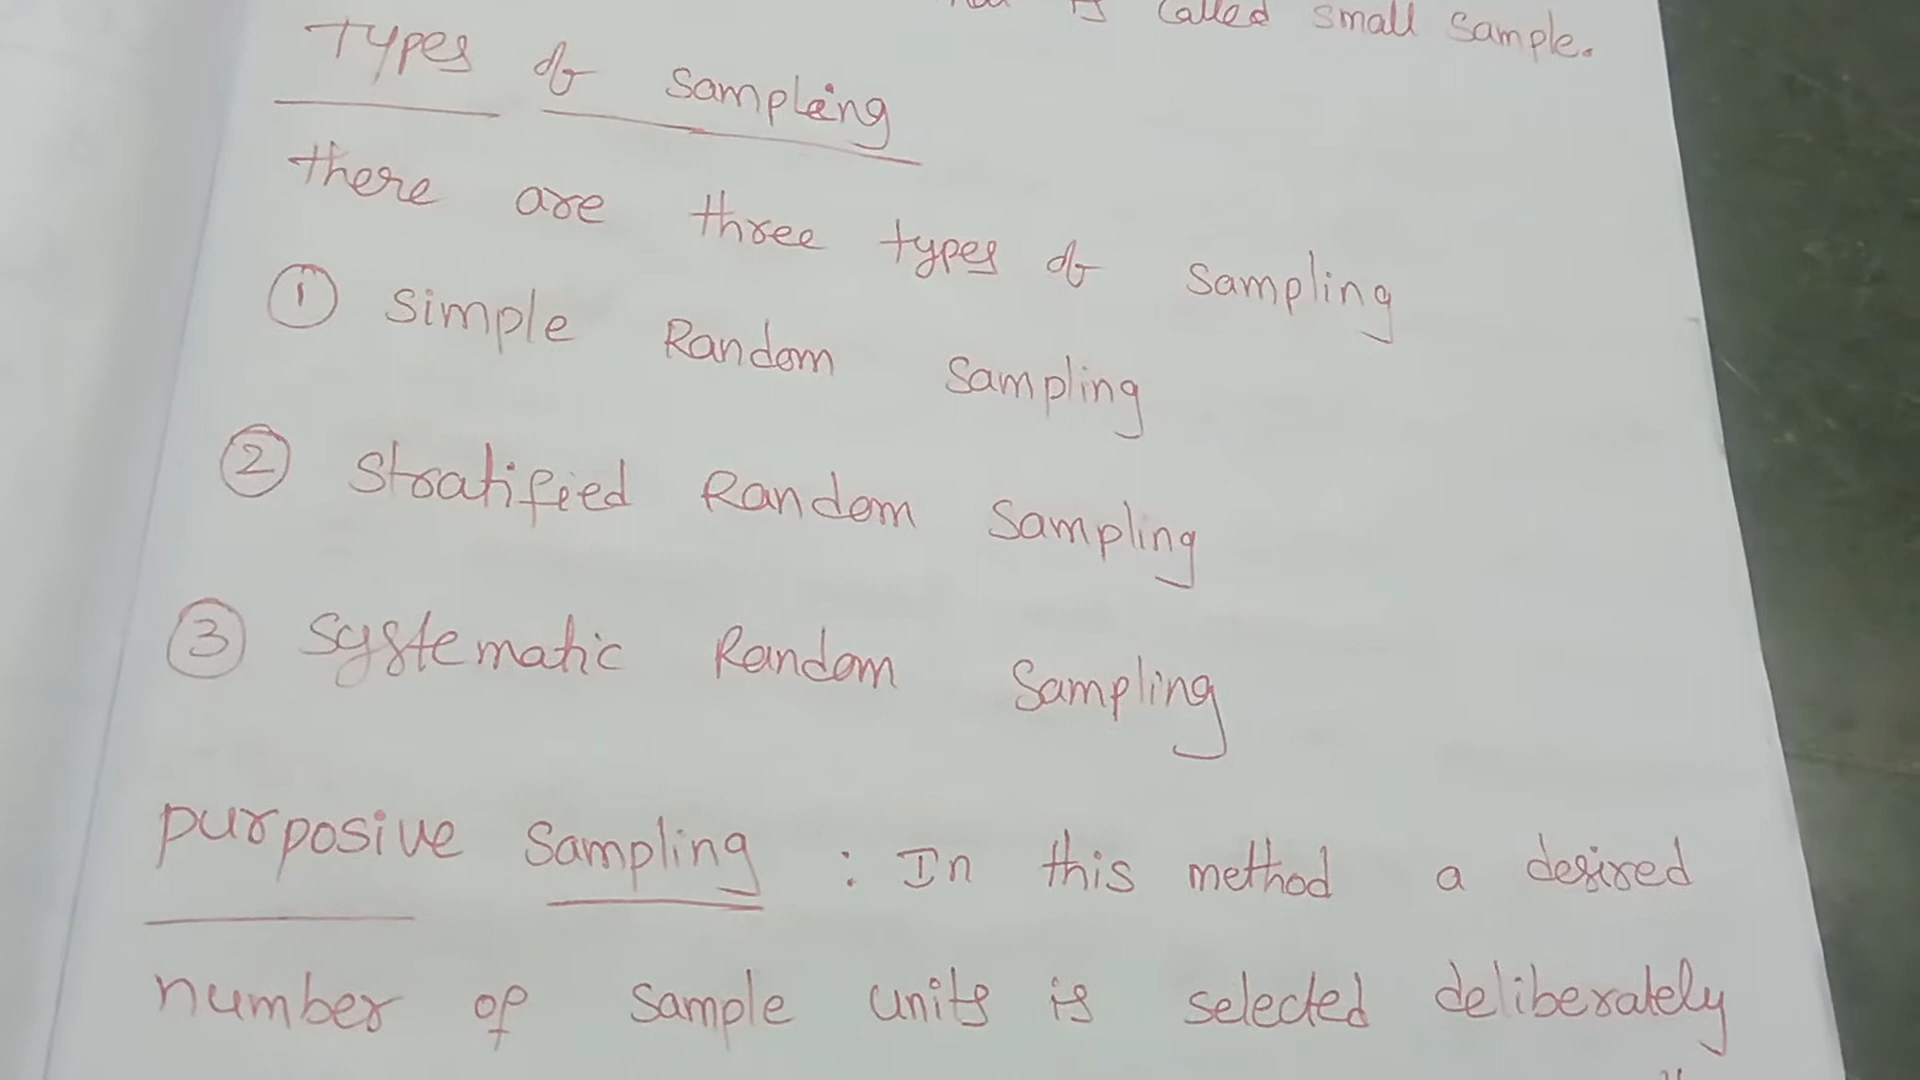 is called small sample.
Types of sampling
there are three types of sampling
① Simple Random Sampling
② Stratified Random Sampling
③ Systematic Random Sampling
purposive Sampling : In this method a desired
number of sample units is selected deliberately